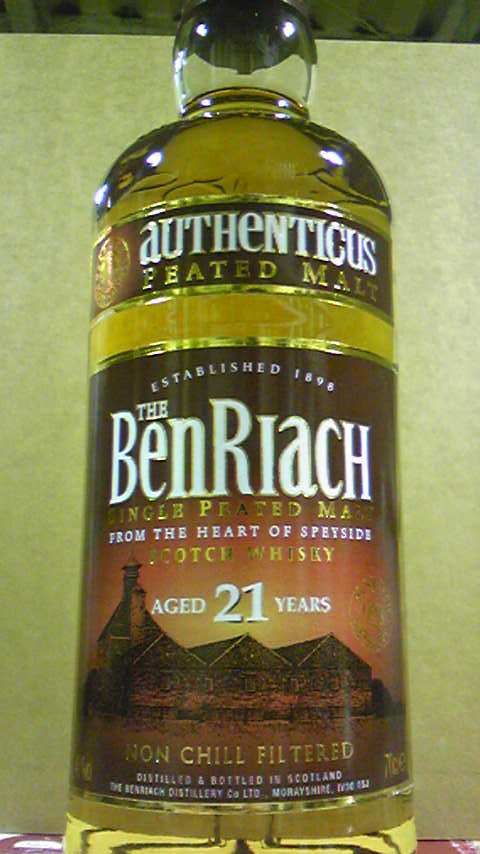 AUTHENTICUS
PEATED MALT
ESTABLISHED 1898
THE
BENRIACH
SINGLE PEATED MALT
FROM THE HEART OF SPEYSIDE
SCOTCH WHISKY
AGED 21 YEARS
NON CHILL FILTERED
DISTILLED & BOTTLED IN SCOTLAND
THE BENRIACH DISTILLERY Co LTD., MORAYSHIRE, IV30 8SJ